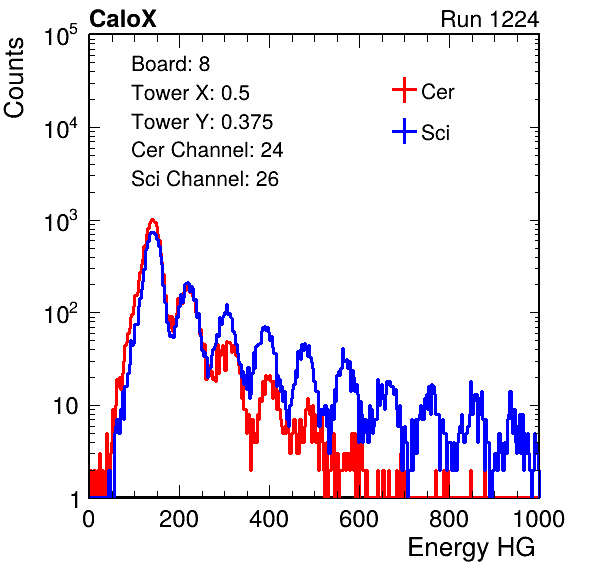 CaloX Run 1224
Counts
Board: 8
Tower X: 0.5
Tower Y: 0.375
Cer Channel: 24
Sci Channel: 26
Cer
Sci
10^5
10^4
10^3
10^2
10
1
0 200 400 600 800 1000
Energy HG